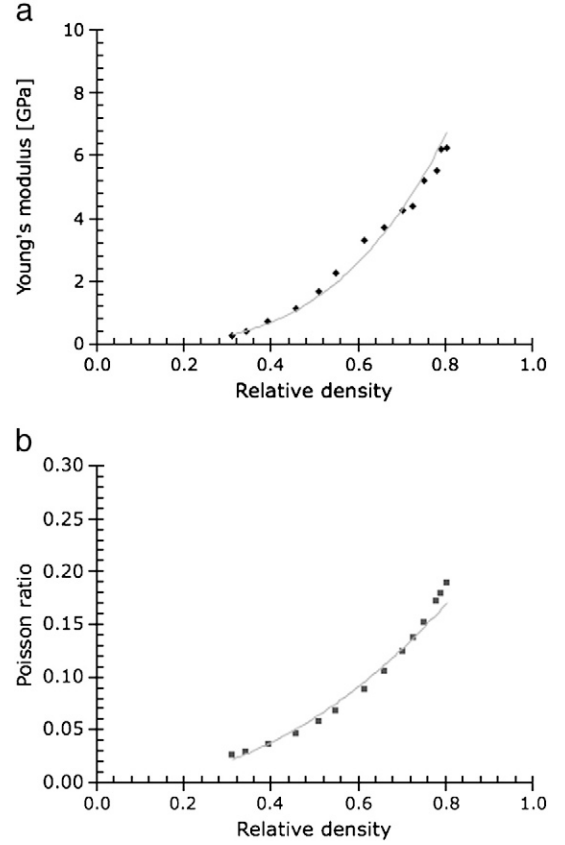 a
10
8
6
4
2
0
Young's modulus [GPa]
0.0 0.2 0.4 0.6 0.8 1.0
Relative density
b
0.30
0.25
0.20
0.15
0.10
0.05
0.00
Poisson ratio
0.0 0.2 0.4 0.6 0.8 1.0
Relative density